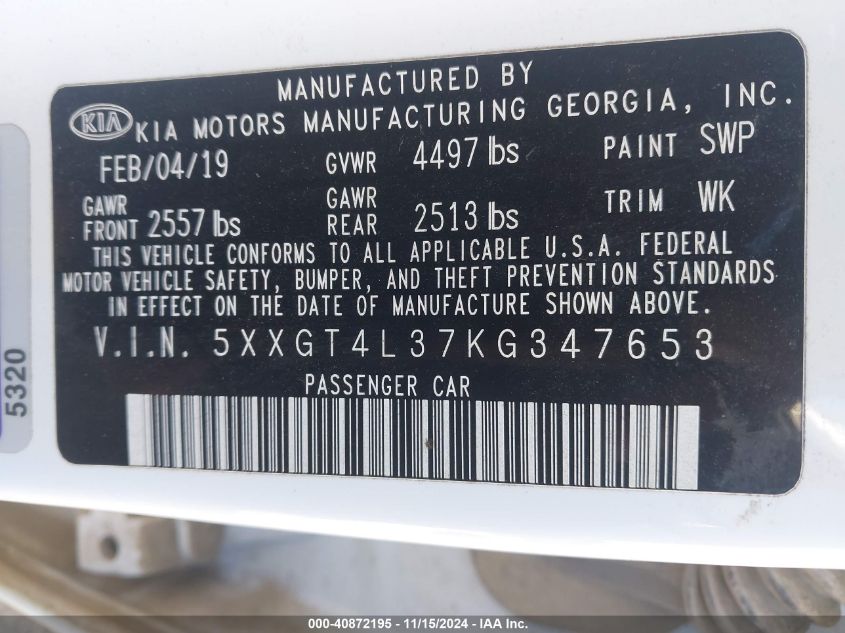 MANUFACTURED BY
KIA KIA MOTORS MANUFACTURING GEORGIA, INC.
FEB/04/19 GVWR 4497 lbs PAINT SWP
GAWR FRONT 2557 lbs GAWR REAR 2513 lbs TRIM WK
THIS VEHICLE CONFORMS TO ALL APPLICABLE U.S.A. FEDERAL
MOTOR VEHICLE SAFETY, BUMPER, AND THEFT PREVENTION STANDARDS
IN EFFECT ON THE DATE OF MANUFACTURE SHOWN ABOVE.
V.I.N. 5XXGT4L37KG347653
PASSENGER CAR
5320
000-40872195 - 11/15/2024 - IAAI Inc.